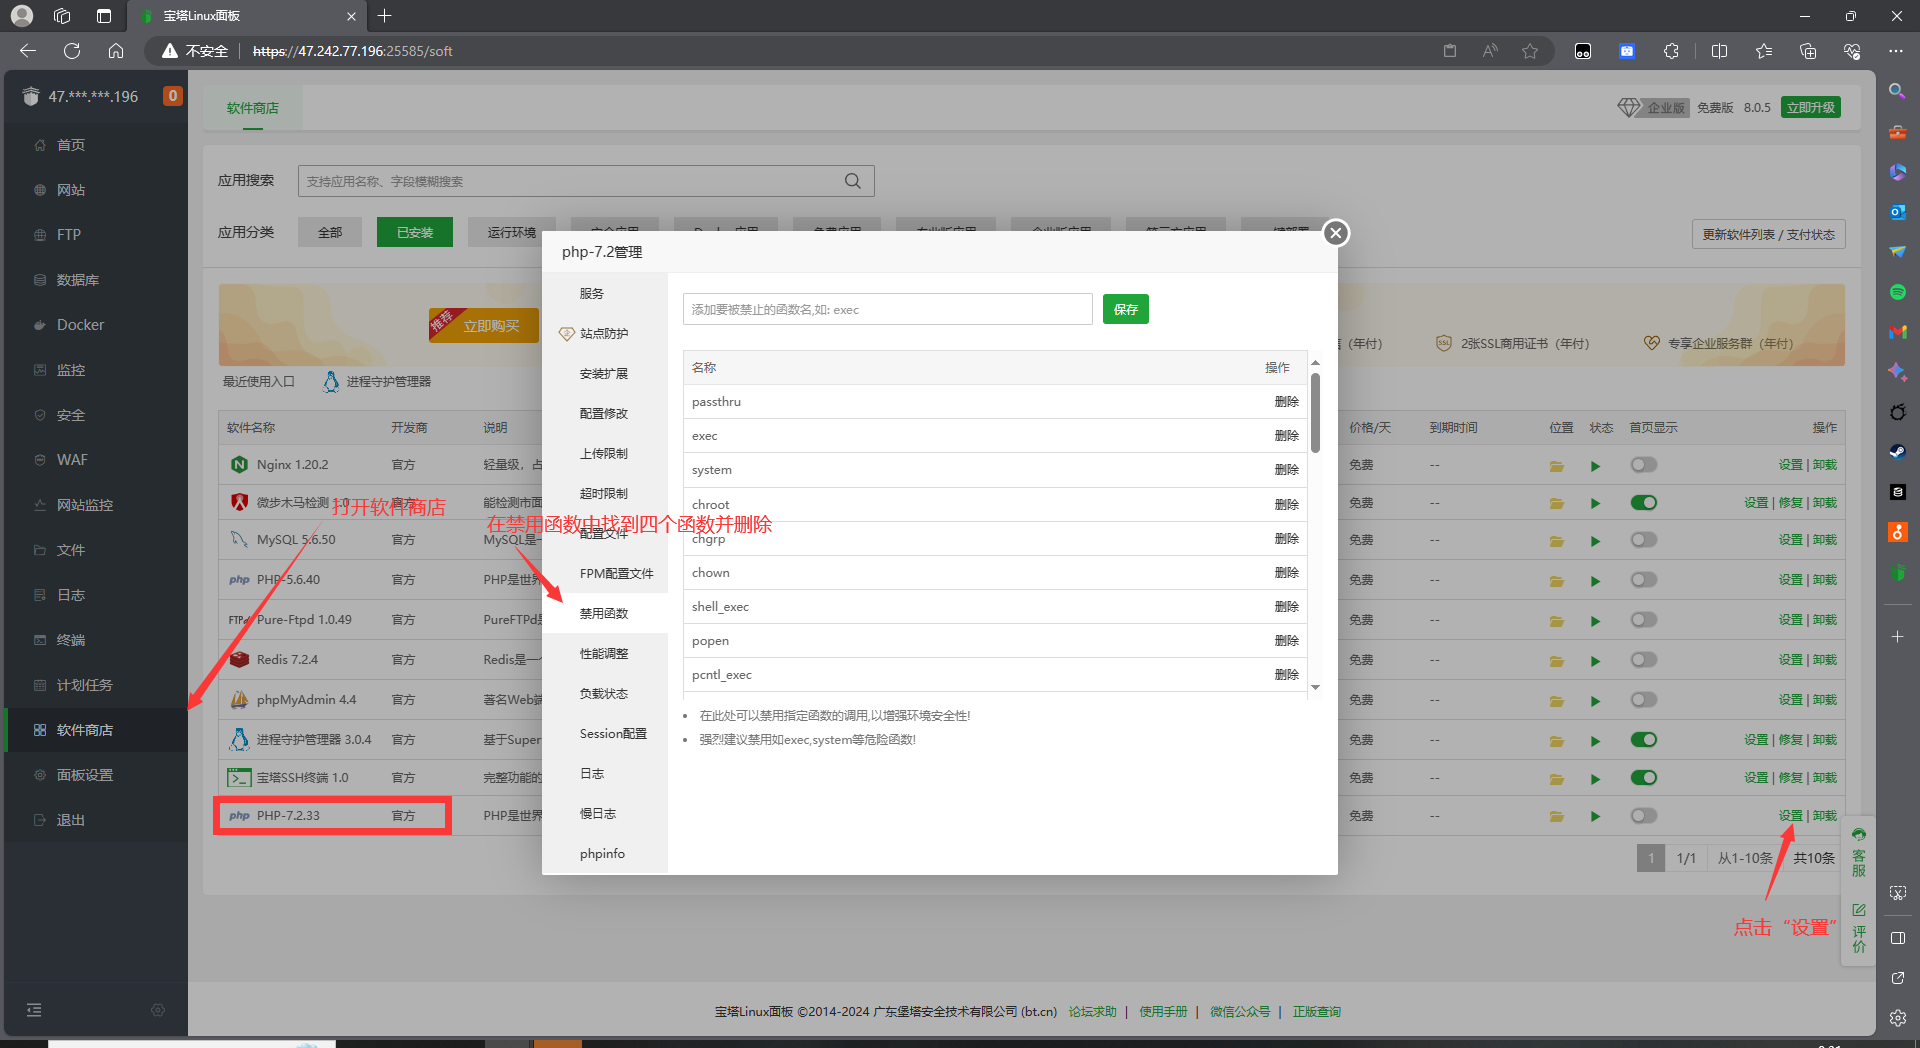 宝塔Linux面板
不安全
https://47.242.77.196:25585/soft
47.***.***.196
0
首页
网站
FTP
数据库
Docker
监控
安全
WAF
网站监控
文件
日志
终端
计划任务
软件商店
面板设置
退出
软件商店
企业版
免费版
8.0.5
立即升级
应用搜索
支持应用名称、字段模糊搜索
应用分类
全部
已安装
运行环境
更新软件列表 / 支付状态
推荐
立即购买
(年付)
2张SSL商用证书 (年付)
专享企业服务群 (年付)
最近使用入口
进程守护管理器
软件名称 开发商 说明 价格/天 到期时间 位置 状态 首页显示 操作
Nginx 1.20.2 官方 轻量级，占 免费 -- 设置 | 卸载
微步木马检测 1.0 官方 能检测市面 免费 -- 设置 | 修复 | 卸载
MySQL 5.6.50 官方 MySQL是一 免费 -- 设置 | 卸载
php PHP-5.6.40 官方 PHP是世界 免费 -- 设置 | 卸载
Pure-Ftpd 1.0.49 官方 PureFTPd是 免费 -- 设置 | 卸载
Redis 7.2.4 官方 Redis是一个 免费 -- 设置 | 卸载
phpMyAdmin 4.4 官方 著名Web端 免费 -- 设置 | 卸载
进程守护管理器 3.0.4 官方 基于Super 免费 -- 设置 | 修复 | 卸载
宝塔SSH终端 1.0 官方 完整功能的 免费 -- 设置 | 修复 | 卸载
php PHP-7.2.33 官方 PHP是世界 免费 -- 设置 | 卸载
1 1/1 从1-10条 共10条
打开软件商店
在禁用函数中找到四个函数并删除
点击“设置”
php-7.2管理
服务
站点防护
安装扩展
配置修改
上传限制
超时限制
配置文件
FPM配置文件
禁用函数
性能调整
负载状态
Session配置
日志
慢日志
phpinfo
添加要被禁止的函数名,如: exec
保存
名称 操作
passthru 删除
exec 删除
system 删除
chroot 删除
chgrp 删除
chown 删除
shell_exec 删除
popen 删除
pcntl_exec 删除
在此处可以禁用指定函数的调用,以增强环境安全性!
强烈建议禁用如exec,system等危险函数!
客服
评价
宝塔Linux面板 ©2014-2024 广东堡塔安全技术有限公司 (bt.cn) 论坛求助 | 使用手册 | 微信公众号 | 正版查询